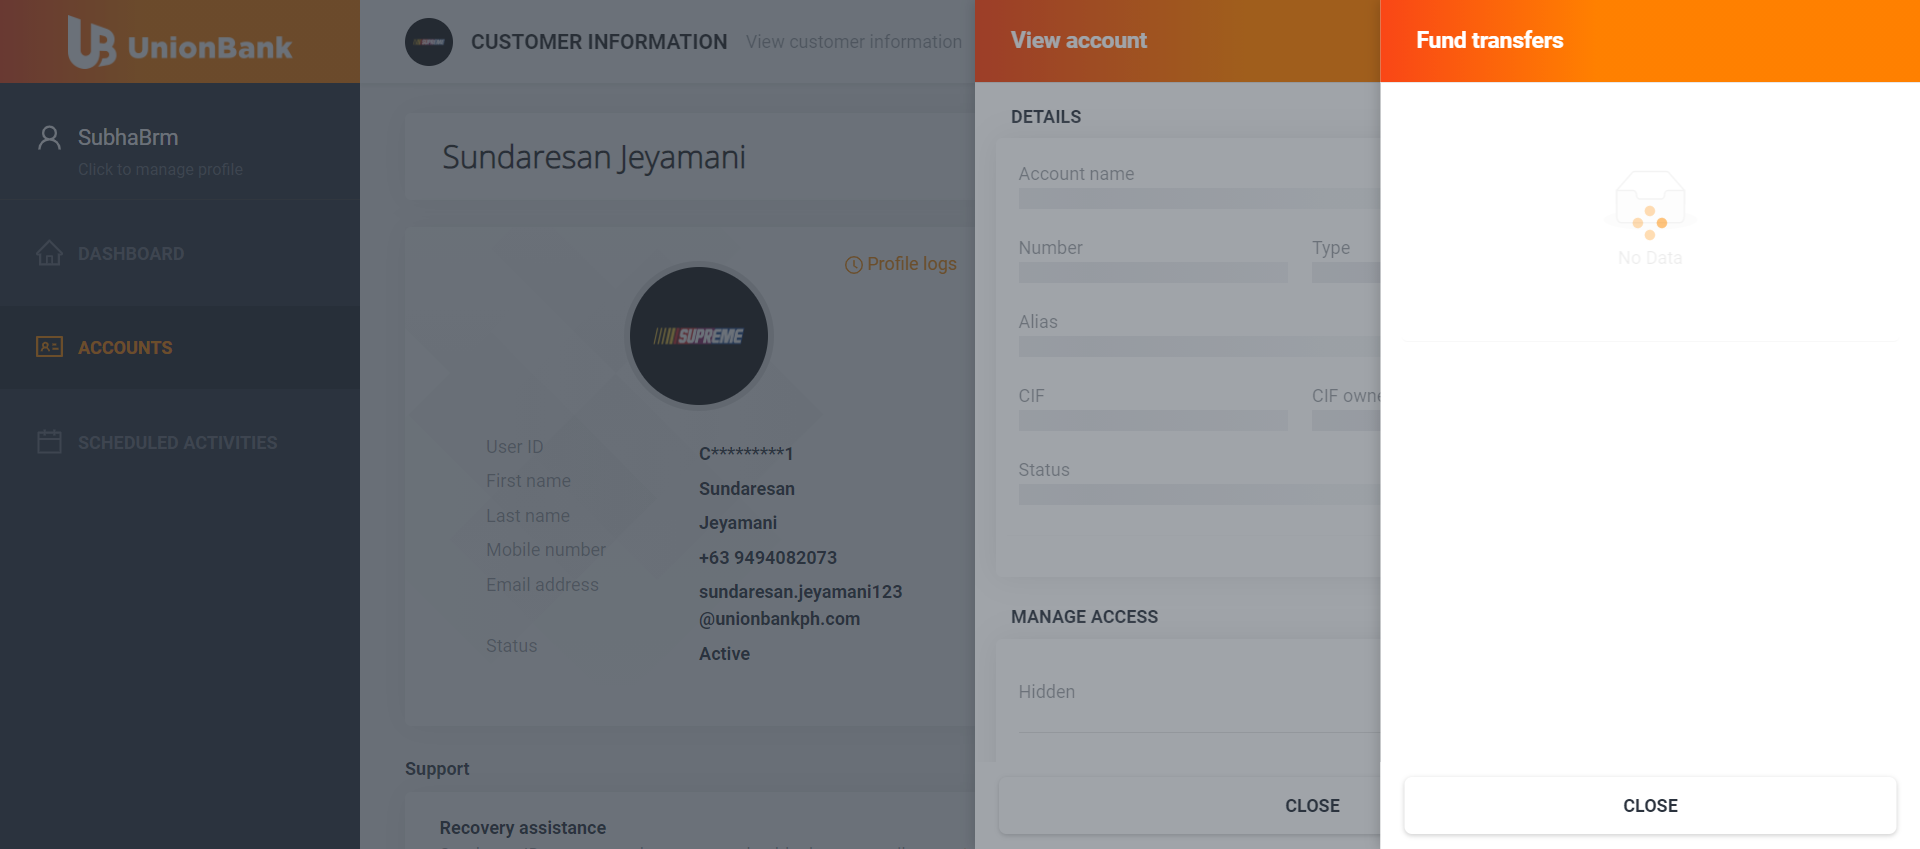 UnionBank
SubhaBrm
Click to manage profile
DASHBOARD
ACCOUNTS
SCHEDULED ACTIVITIES
SUPREME
CUSTOMER INFORMATION View customer information
Sundaresan Jeyamani
Profile logs
SUPREME
User ID C*********1
First name Sundaresan
Last name Jeyamani
Mobile number +63 9494082073
Email address sundaresan.jeyamani123
@unionbankph.com
Status Active
Support
Recovery assistance
View account
DETAILS
Account name
Number Type
Alias
CIF CIF owne
Status
MANAGE ACCESS
Hidden
CLOSE
Fund transfers
No Data
CLOSE